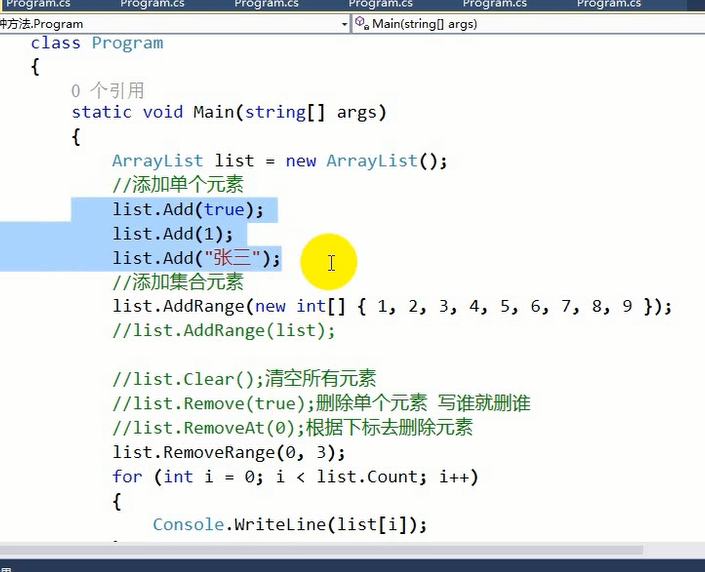 Program.cs Program.cs Program.cs Program.cs Program.cs Program.cs
方法.Program Main(string[] args)
class Program
{
0 个引用
static void Main(string[] args)
{
ArrayList list = new ArrayList();
//添加单个元素
list.Add(true);
list.Add(1);
list.Add("张三");
//添加集合元素
list.AddRange(new int[] { 1, 2, 3, 4, 5, 6, 7, 8, 9 });
//list.AddRange(list);
//list.Clear();清空所有元素
//list.Remove(true);删除单个元素 写谁就删谁
//list.RemoveAt(0);根据下标去删除元素
list.RemoveRange(0, 3);
for (int i = 0; i < list.Count; i++)
{
Console.WriteLine(list[i]);